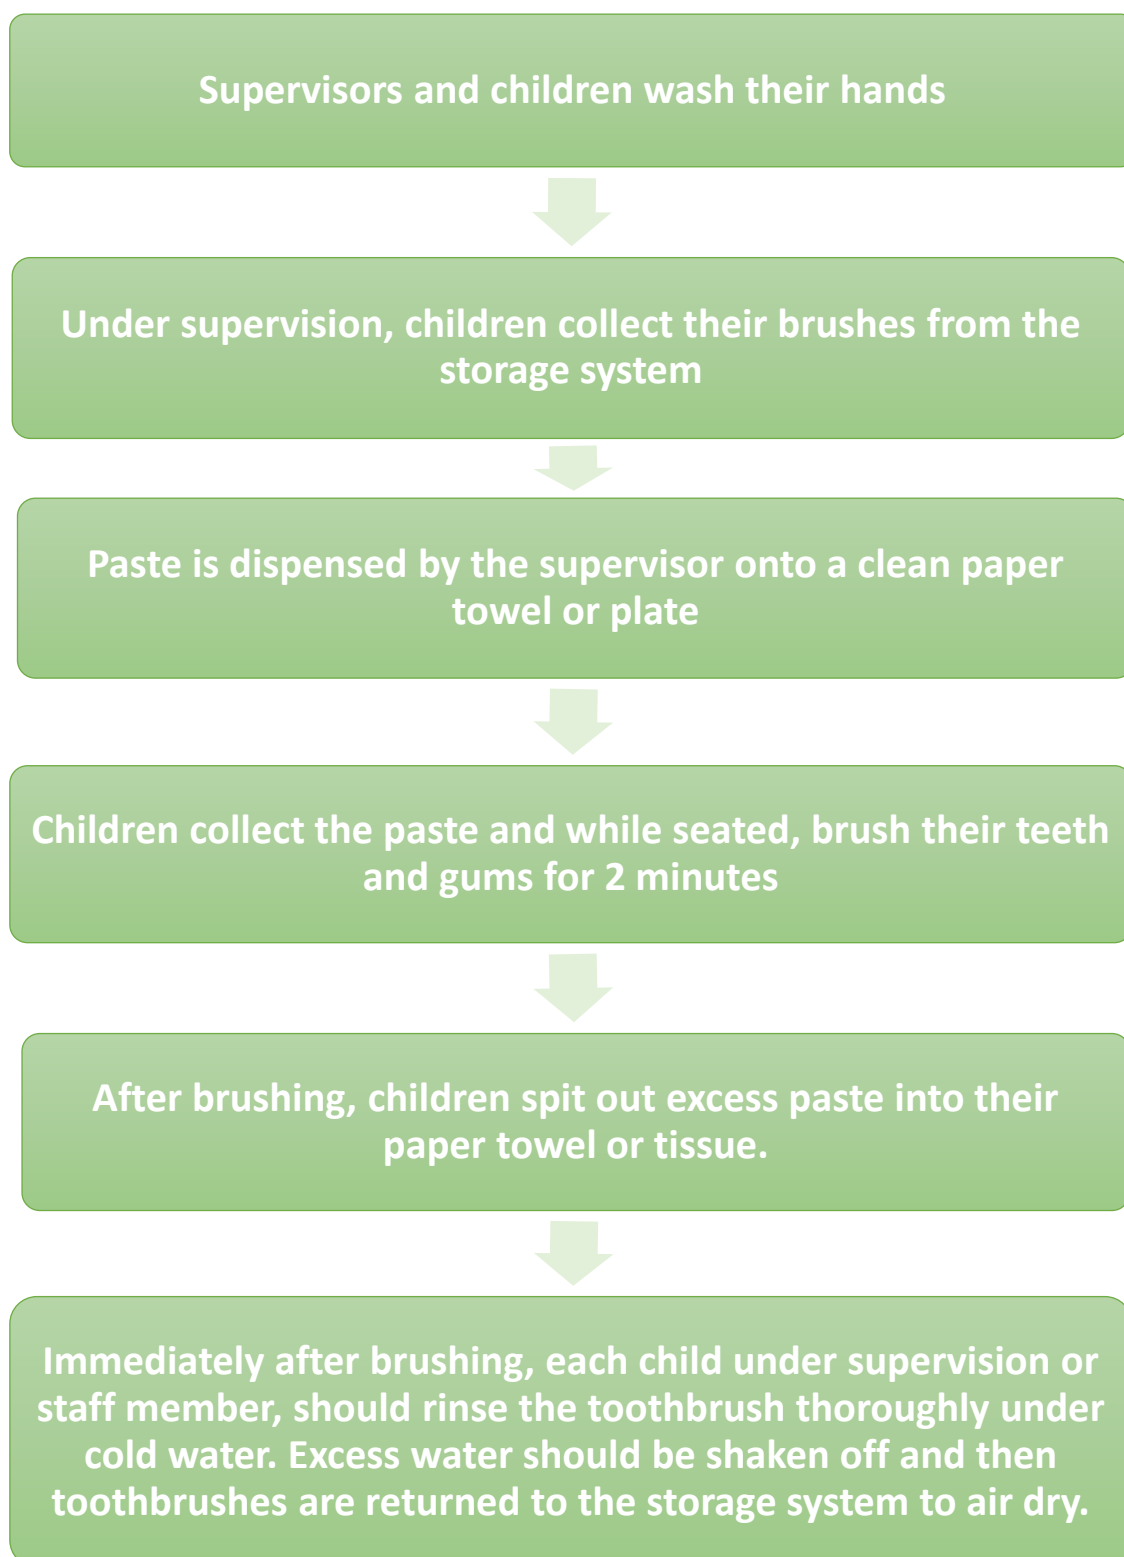 Supervisors and children wash their hands
Under supervision, children collect their brushes from the
storage system
Paste is dispensed by the supervisor onto a clean paper
towel or plate
Children collect the paste and while seated, brush their teeth
and gums for 2 minutes
After brushing, children spit out excess paste into their
paper towel or tissue.
Immediately after brushing, each child under supervision or
staff member, should rinse the toothbrush thoroughly under
cold water. Excess water should be shaken off and then
toothbrushes are returned to the storage system to air dry.